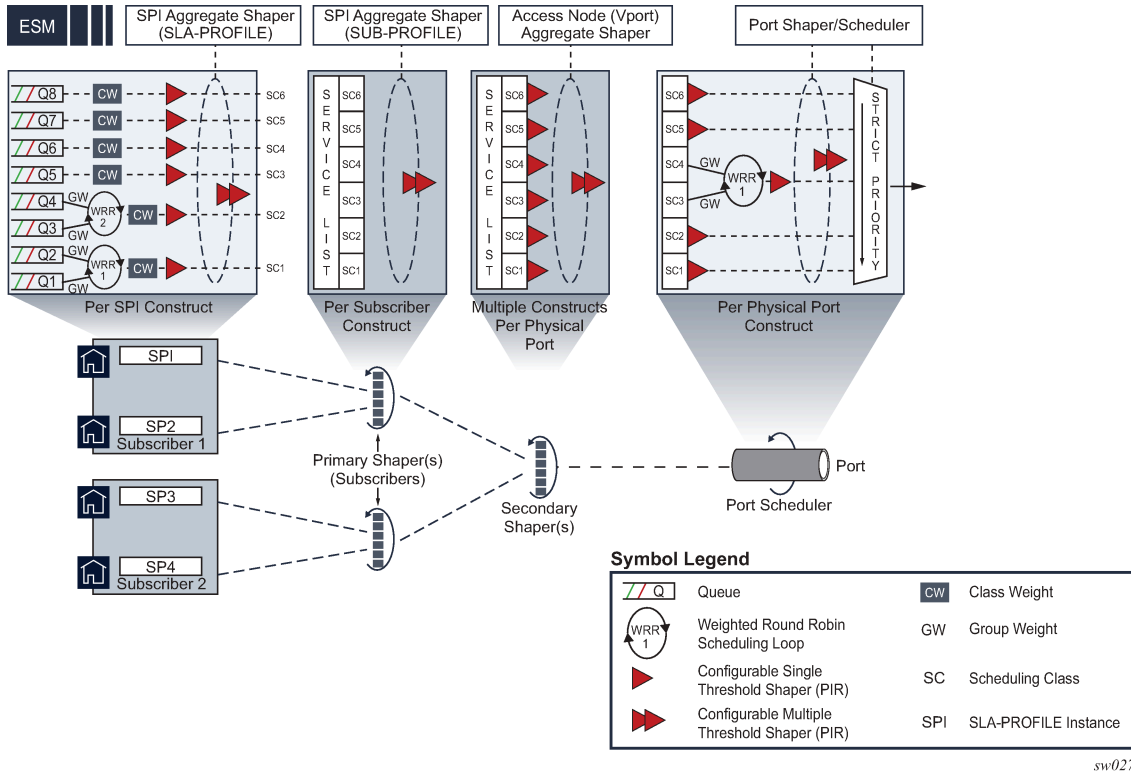 ESM
SPI Aggregate Shaper
(SLA-PROFILE)
SPI Aggregate Shaper
(SUB-PROFILE)
Access Node (Vport)
Aggregate Shaper
Port Shaper/Scheduler
Q8 CW SC6
Q7 CW SC5
Q6 CW SC4
Q5 CW SC3
Q4 GW
WRR
2
CW SC2
Q3 GW
Q2 GW
WRR
1
CW SC1
Q1 GW
SERVICE LIST
SC6
SC5
SC4
SC3
SC2
SC1
SERVICE LIST
SC6
SC5
SC4
SC3
SC2
SC1
SC6
SC5
SC4 GW
WRR
1
SC3 GW
SC2
SC1
STRICT PRIORITY
Per SPI Construct
Per Subscriber
Construct
Multiple Constructs
Per Physical
Port
Per Physical Port
Construct
SPI
SP2
Subscriber 1
SP3
SP4
Subscriber 2
Primary Shaper(s)
(Subscribers)
Secondary
Shaper(s)
Port
Port Scheduler
Symbol Legend
Q Queue
WRR
1
Weighted Round Robin
Scheduling Loop
Configurable Single
Threshold Shaper (PIR)
Configurable Multiple
Threshold Shaper (PIR)
CW Class Weight
GW Group Weight
SC Scheduling Class
SPI SLA-PROFILE Instance
sw027